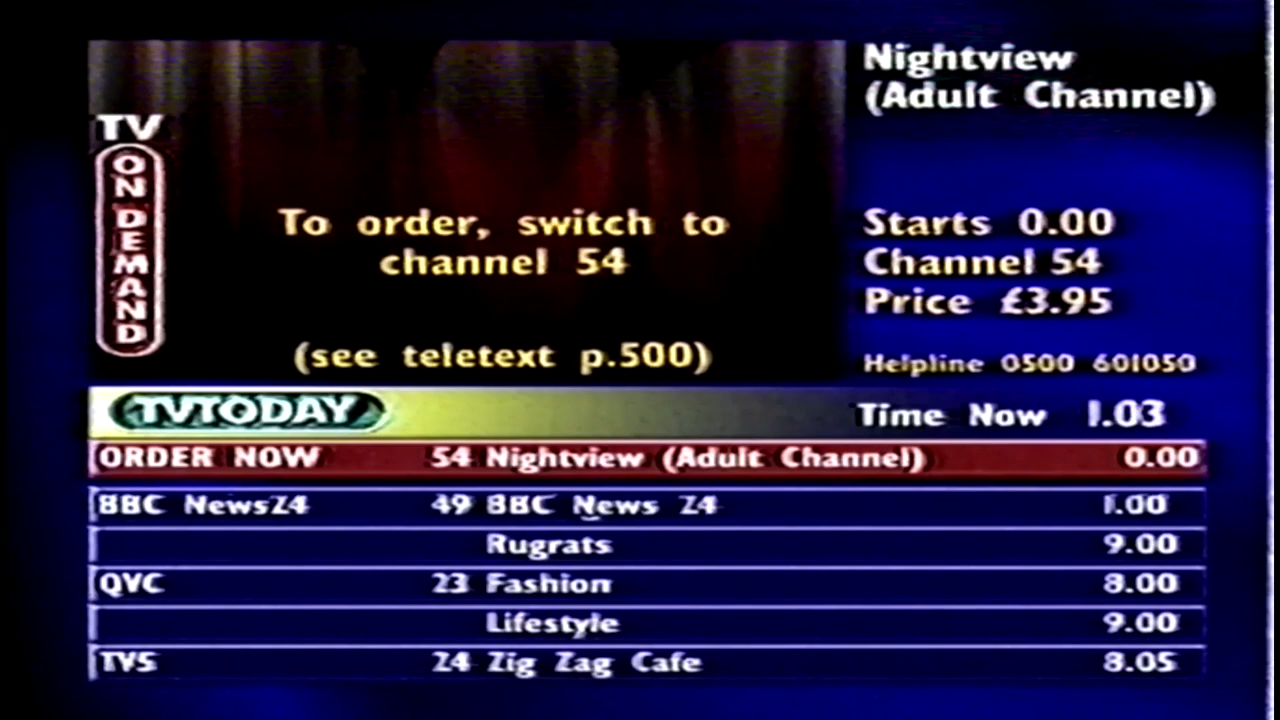 Nightview
(Adult Channel)
TV
ON DEMAND
To order, switch to
channel 54
(see teletext p.500)
Starts 0.00
Channel 54
Price £3.95
Helpline 0500 601050
TVTODAY Time Now 1.03
ORDER NOW 54 Nightview (Adult Channel) 0.00
BBC News24 49 BBC News 24 1.00
Rugrats 9.00
QVC 23 Fashion 8.00
Lifestyle 9.00
TV5 24 Zig Zag Cafe 8.05